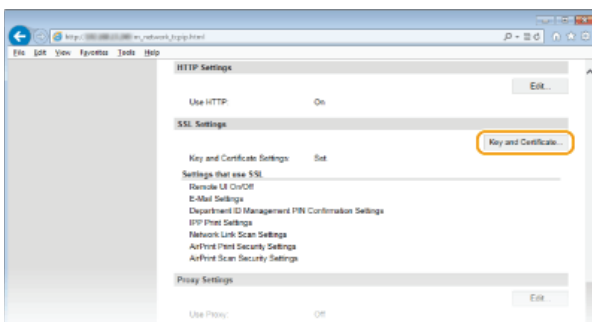 http:// m_network_tcpip.html
File Edit View Favorites Tools Help
HTTP Settings
Edit...
Use HTTP: On
SSL Settings
Key and Certificate...
Key and Certificate Settings: Set
Settings that use SSL
Remote UI On/Off
E-Mail Settings
Department ID Management PIN Confirmation Settings
IPP Print Settings
Network Link Scan Settings
AirPrint Print Security Settings
AirPrint Scan Security Settings
Proxy Settings
Edit...
Use Proxy: Off